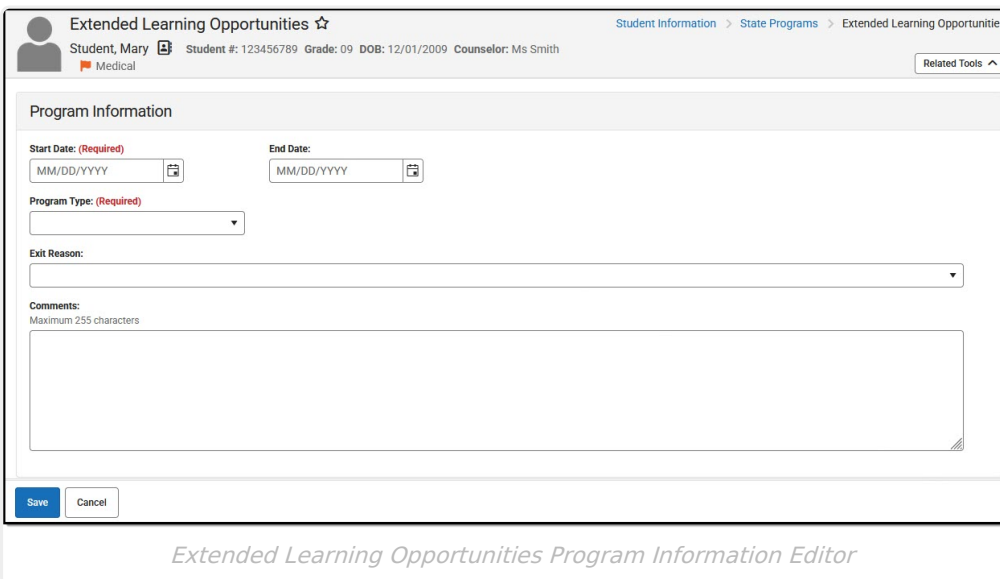 Extended Learning Opportunities
Student Information > State Programs > Extended Learning Opportunitie
Student, Mary Student #: 123456789 Grade: 09 DOB: 12/01/2009 Counselor: Ms Smith
Medical
Related Tools
Program Information
Start Date: (Required) End Date:
MM/DD/YYYY MM/DD/YYYY
Program Type: (Required)
Exit Reason:
Comments:
Maximum 255 characters
Save Cancel
Extended Learning Opportunities Program Information Editor